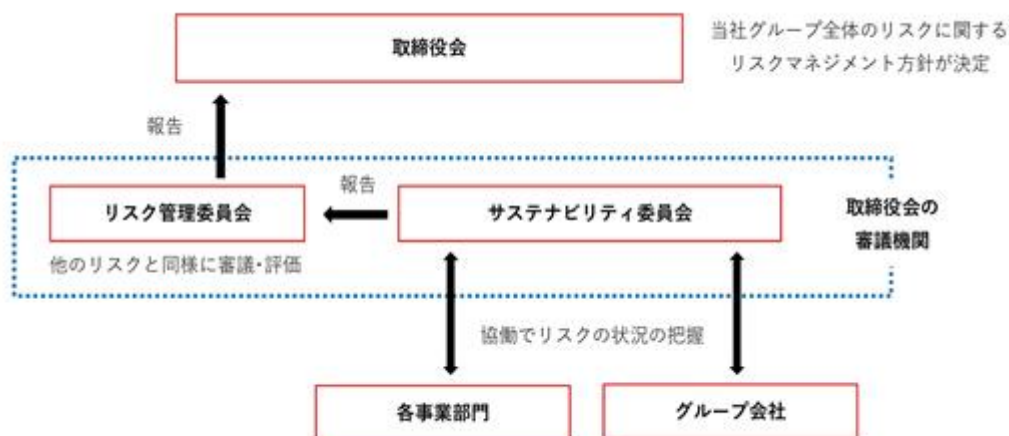 取締役会
当社グループ全体のリスクに関する
リスクマネジメント方針が決定
報告
報告
リスク管理委員会
サステナビリティ委員会
取締役会の
審議機関
他のリスクと同様に審議・評価
協働でリスクの状況の把握
各事業部門
グループ会社